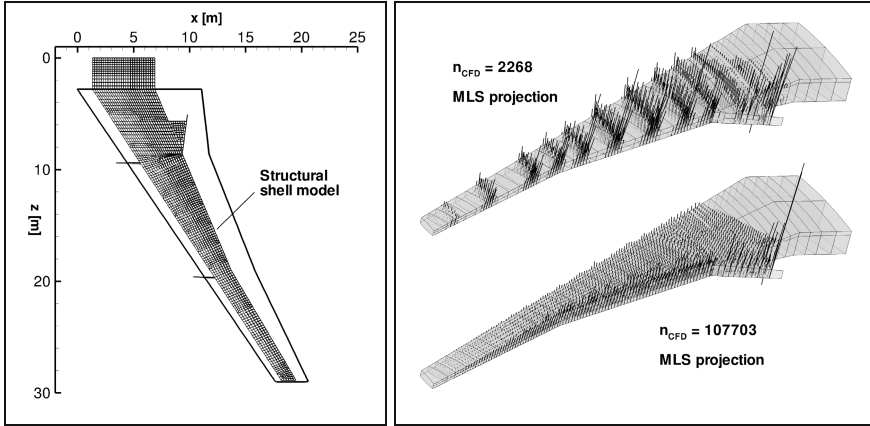 x [m]
0 5 10 15 20 25
0
10
20
30
z [m]
Structural
shell model
n_CFD = 2268
MLS projection
n_CFD = 107703
MLS projection